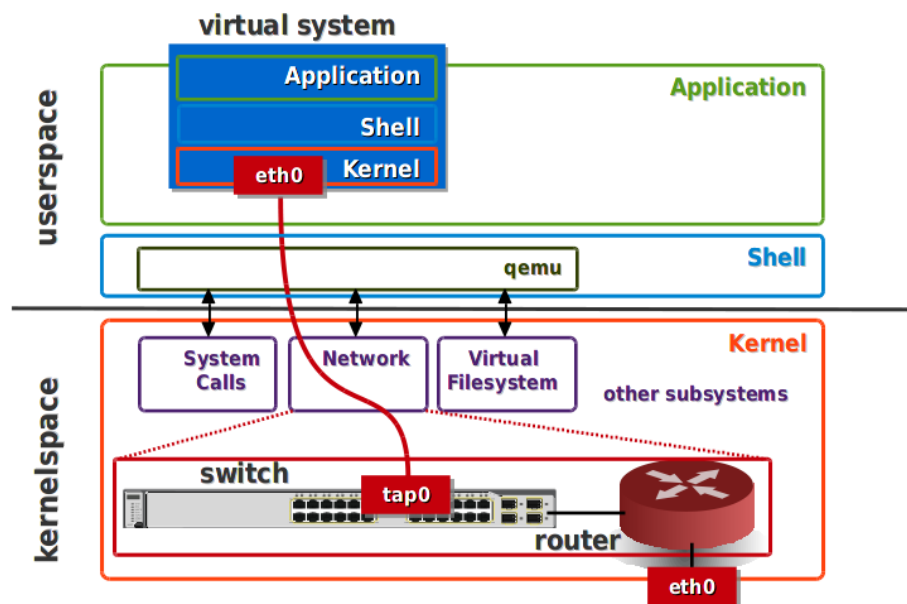 virtual system
Application
Shell
Kernel
eth0
Application
userspace
qemu
Shell
Kernel
System
Calls
Network
Virtual
Filesystem
other subsystems
kernelspace
switch
tap0
router
eth0